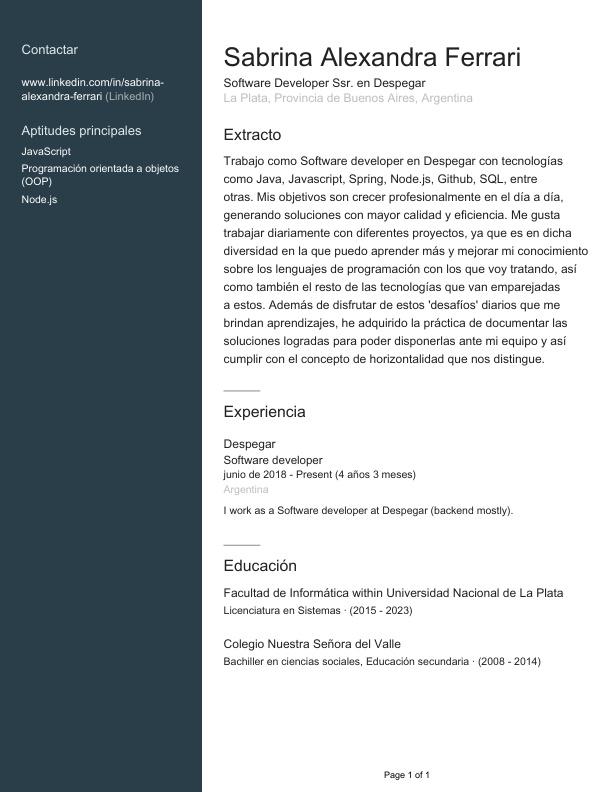 Contactar
www.linkedin.com/in/sabrina-
alexandra-ferrari (LinkedIn)
Aptitudes principales
JavaScript
Programación orientada a objetos
(OOP)
Node.js
Sabrina Alexandra Ferrari
Software Developer Ssr. en Despegar
La Plata, Provincia de Buenos Aires, Argentina
Extracto
Trabajo como Software developer en Despegar con tecnologías
como Java, Javascript, Spring, Node.js, Github, SQL, entre
otras. Mis objetivos son crecer profesionalmente en el día a día,
generando soluciones con mayor calidad y eficiencia. Me gusta
trabajar diariamente con diferentes proyectos, ya que es en dicha
diversidad en la que puedo aprender más y mejorar mi conocimiento
sobre los lenguajes de programación con los que voy tratando, así
como también el resto de las tecnologías que van emparejadas
a estos. Además de disfrutar de estos 'desafíos' diarios que me
brindan aprendizajes, he adquirido la práctica de documentar las
soluciones logradas para poder disponerlas ante mi equipo y así
cumplir con el concepto de horizontalidad que nos distingue.
Experiencia
Despegar
Software developer
junio de 2018 - Present (4 años 3 meses)
Argentina
I work as a Software developer at Despegar (backend mostly).
Educación
Facultad de Informática within Universidad Nacional de La Plata
Licenciatura en Sistemas · (2015 - 2023)
Colegio Nuestra Señora del Valle
Bachiller en ciencias sociales, Educación secundaria · (2008 - 2014)
Page 1 of 1